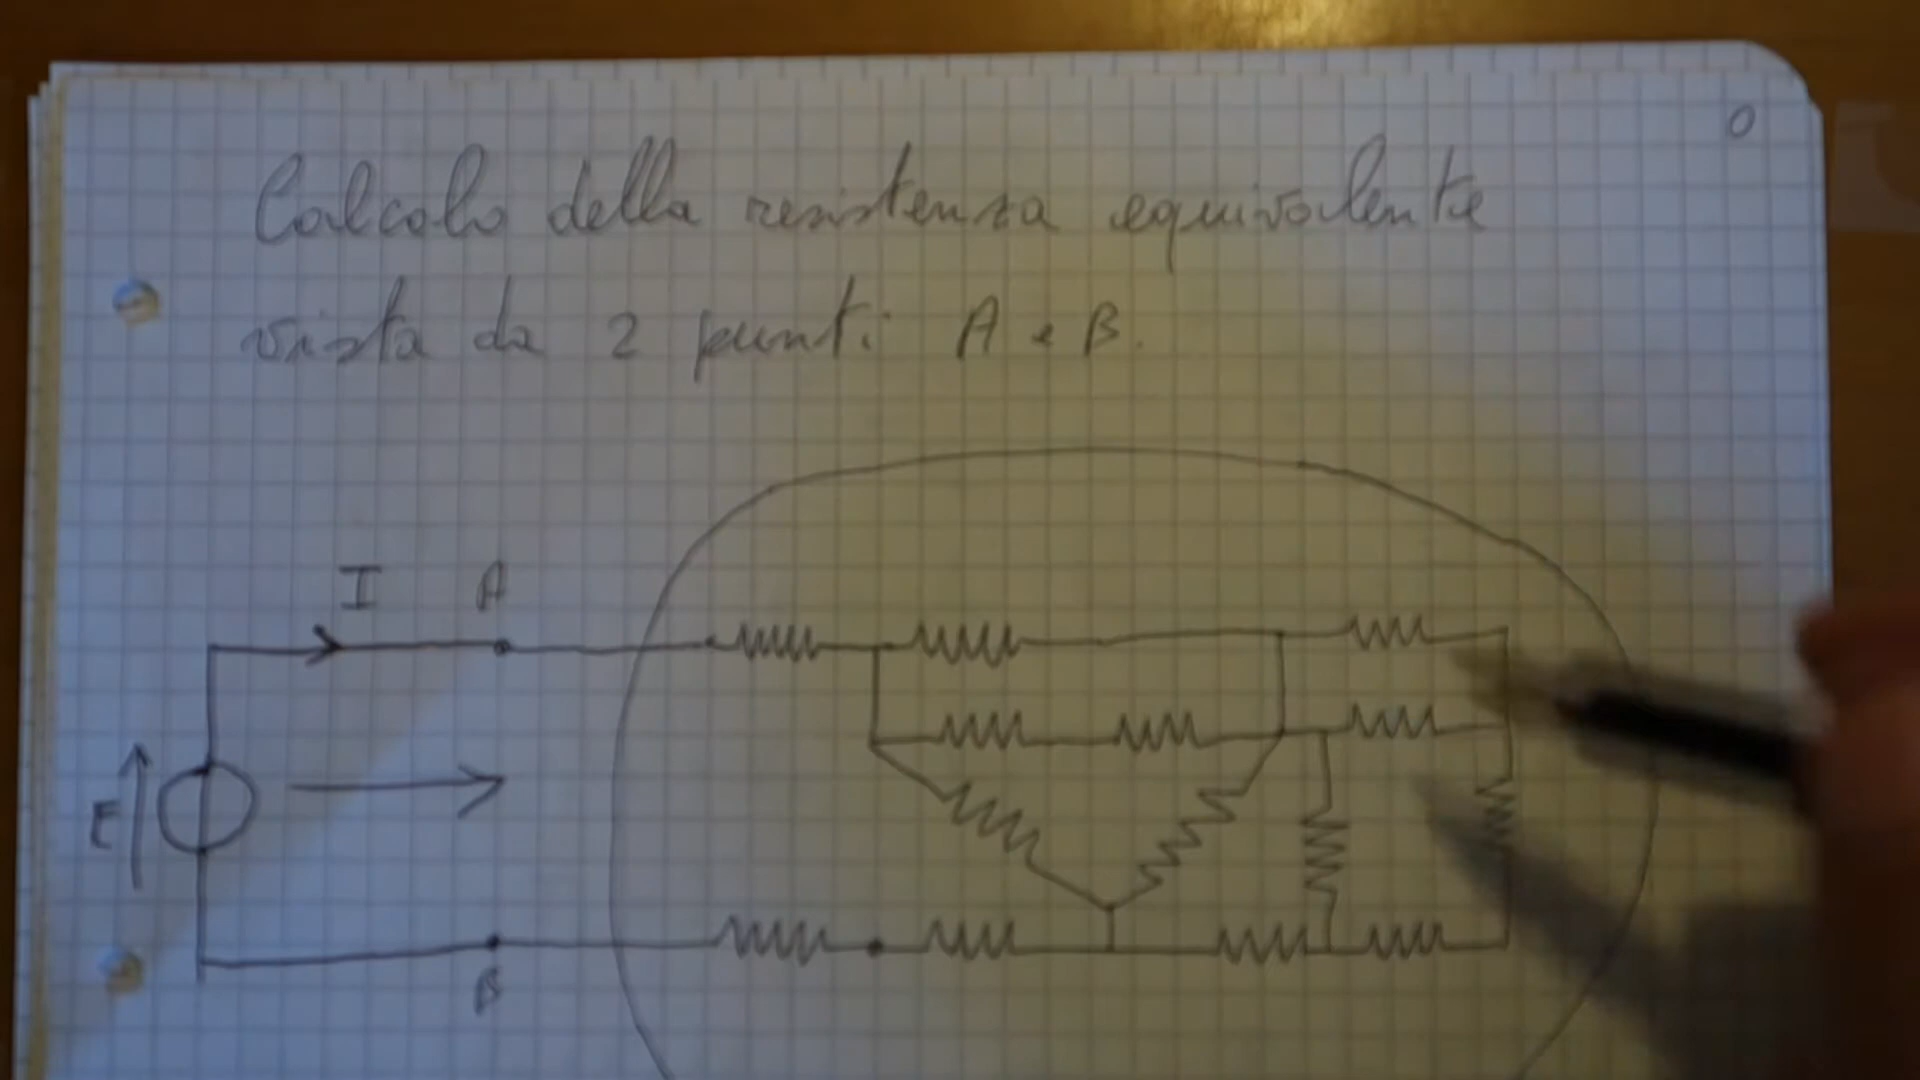 0
Calcolo della resistenza equivalente
vista da 2 punti A e B.
I A
E
B